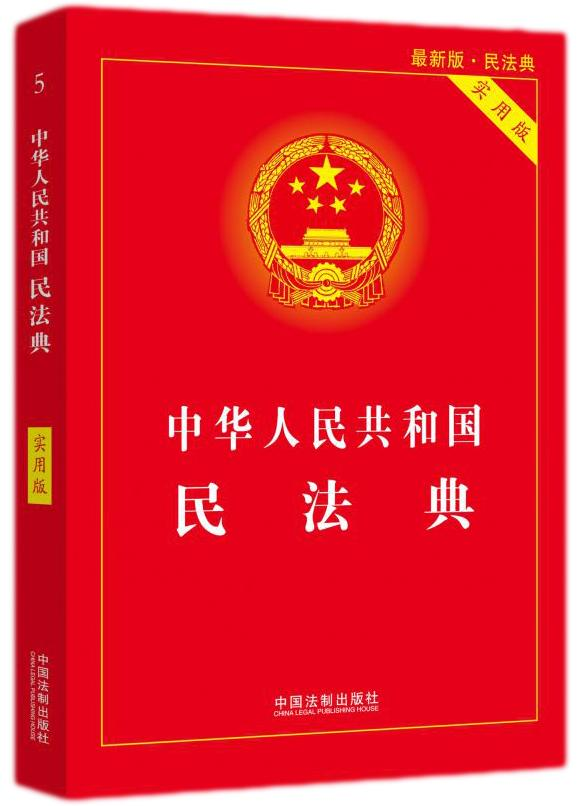 最新版·民法典
实用版
中华人民共和国
民法典
中国法制出版社
CHINA LEGAL PUBLISHING HOUSE
5
中华人民共和国 民法典
实用版
中国法制出版社
CHINA LEGAL PUBLISHING HOUSE